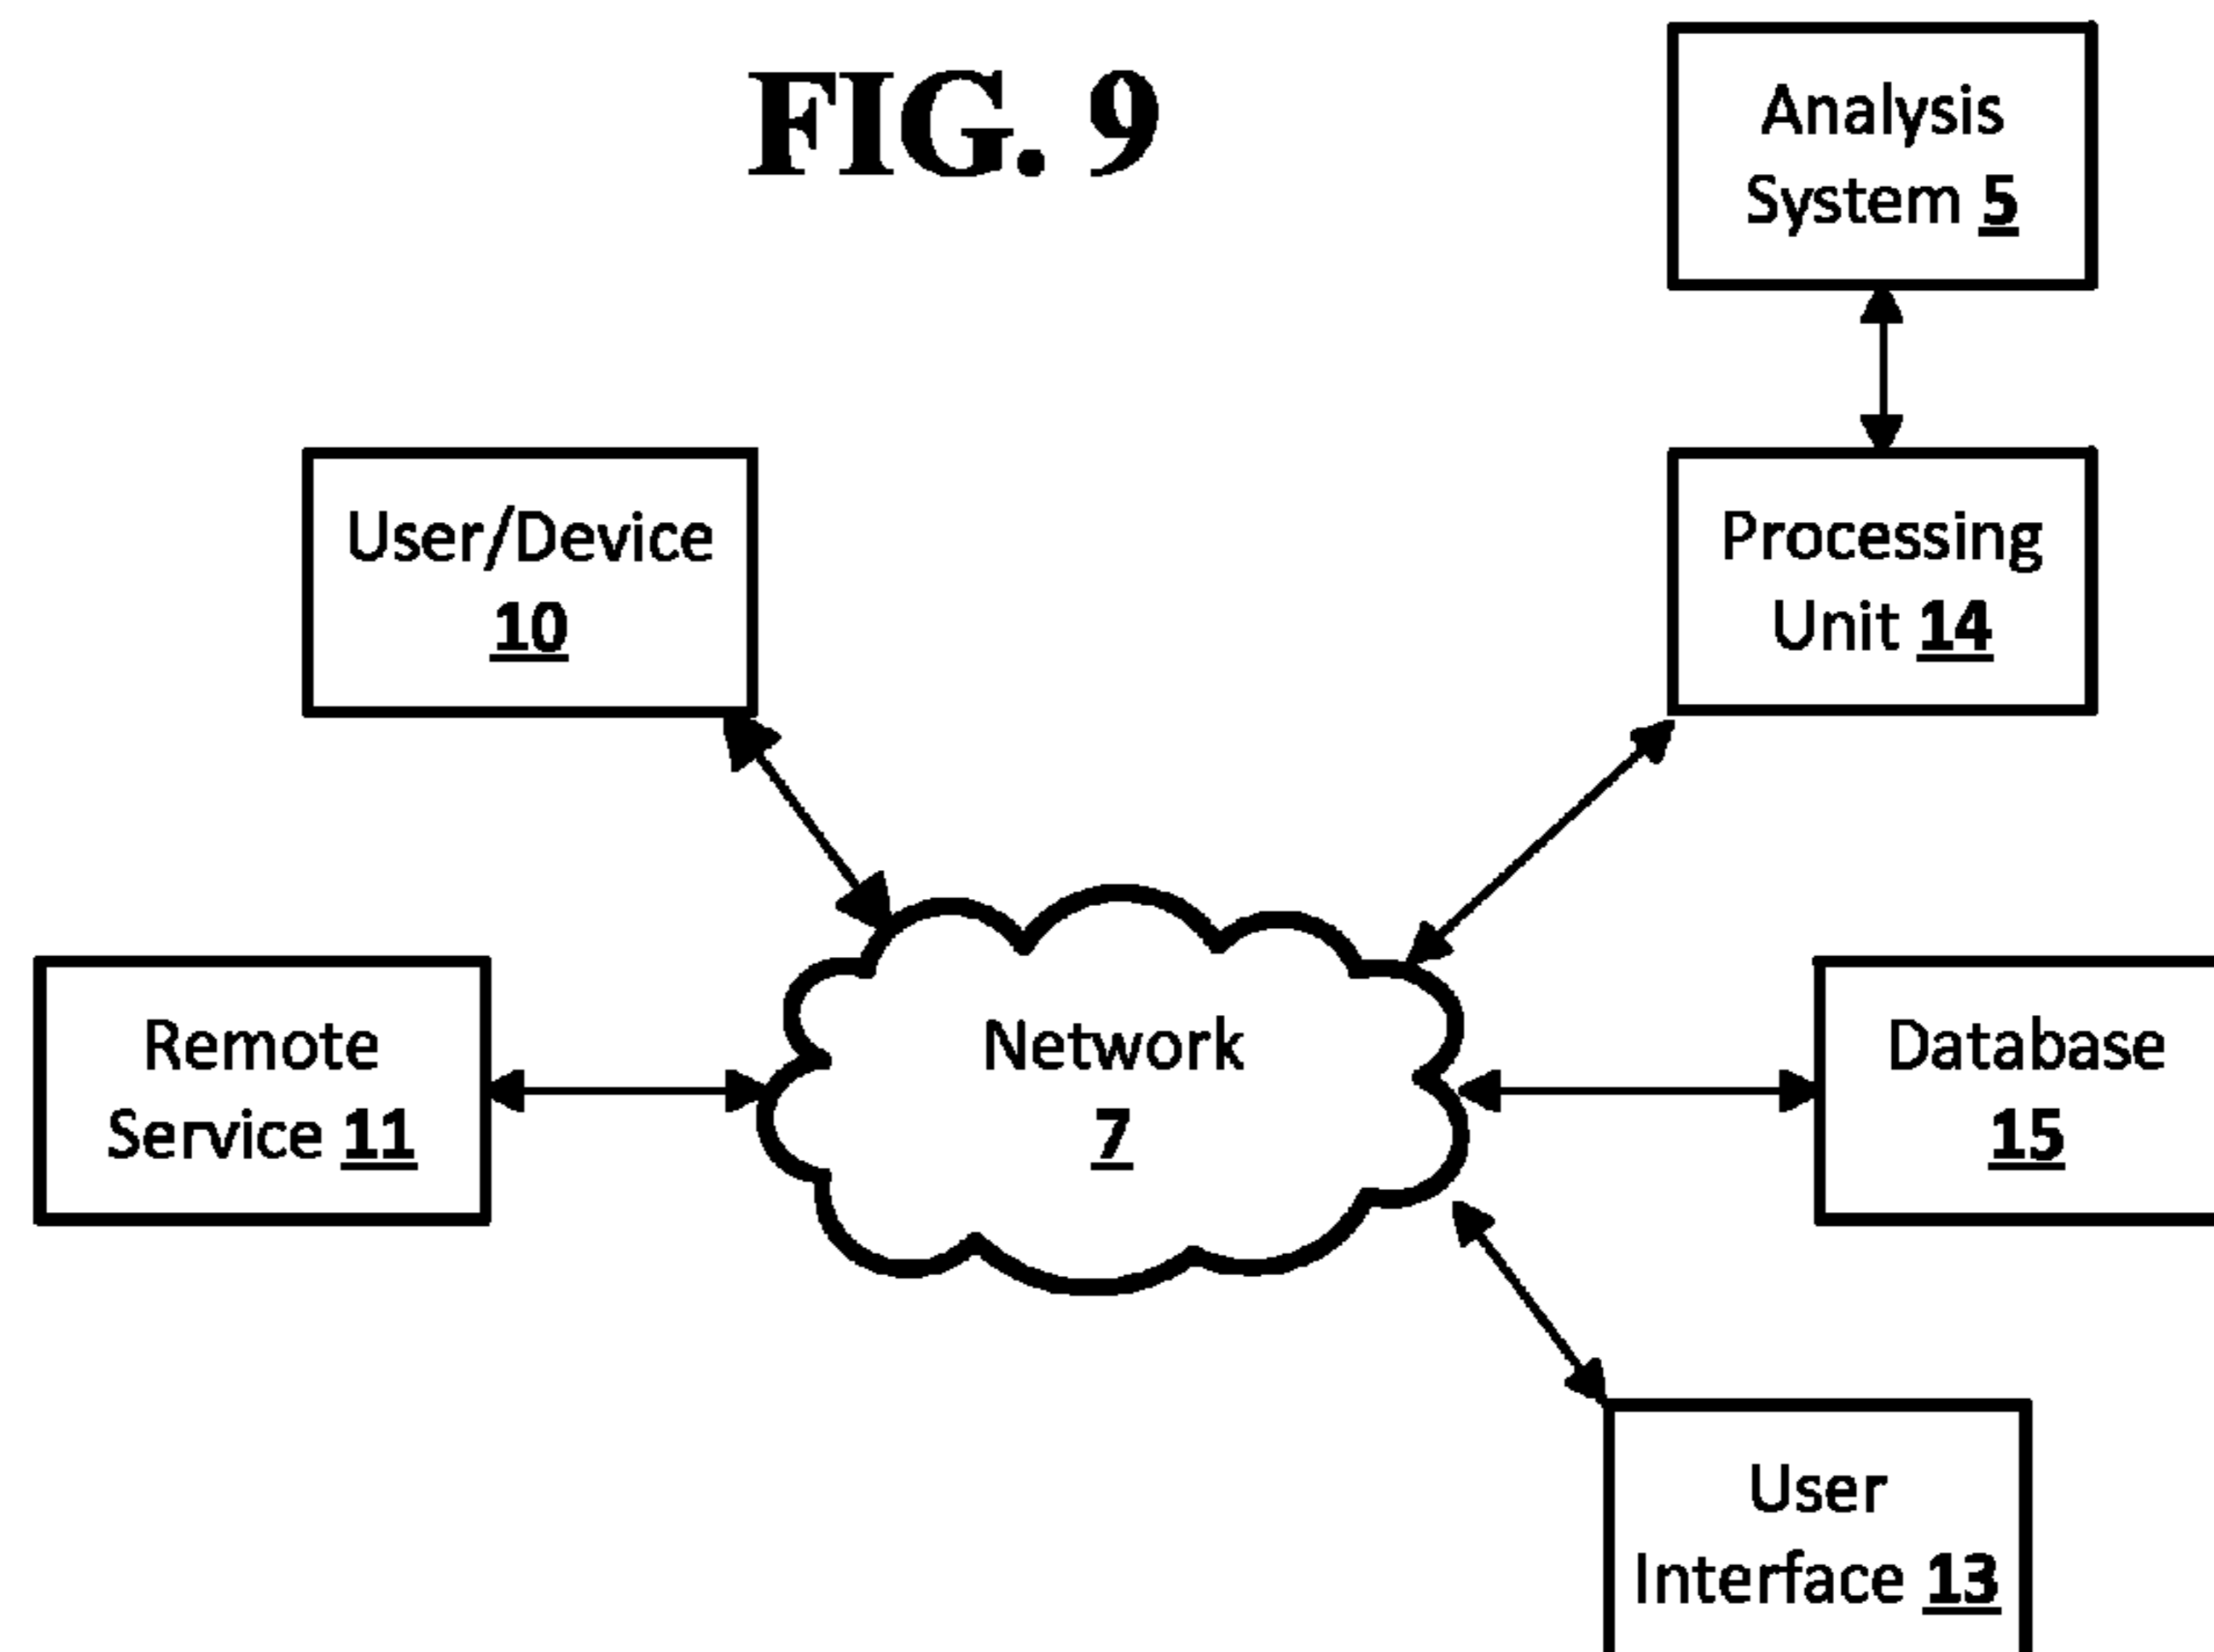 FIG. 9
Analysis
System 5
User/Device
10
Processing
Unit 14
Remote
Service 11
Network
7
Database
15
User
Interface 13